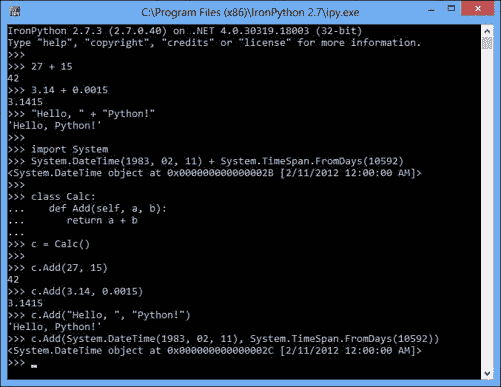 C:\Program Files (x86)\IronPython 2.7\ipy.exe
IronPython 2.7.3 (2.7.0.40) on .NET 4.0.30319.18003 (32-bit)
Type "help", "copyright", "credits" or "license" for more information.
>>>
>>> 27 + 15
42
>>> 3.14 + 0.0015
3.1415
>>> "Hello, " + "Python!"
'Hello, Python!'
>>>
>>> import System
>>> System.DateTime(1983, 02, 11) + System.TimeSpan.FromDays(10592)
<System.DateTime object at 0x000000000000002B [2/11/2012 12:00:00 AM]>
>>>
>>> class Calc:
...     def Add(self, a, b):
...         return a + b
...
>>> c = Calc()
>>>
>>> c.Add(27, 15)
42
>>> c.Add(3.14, 0.0015)
3.1415
>>> c.Add("Hello, ", "Python!")
'Hello, Python!'
>>> c.Add(System.DateTime(1983, 02, 11), System.TimeSpan.FromDays(10592))
<System.DateTime object at 0x000000000000002C [2/11/2012 12:00:00 AM]>
>>> _